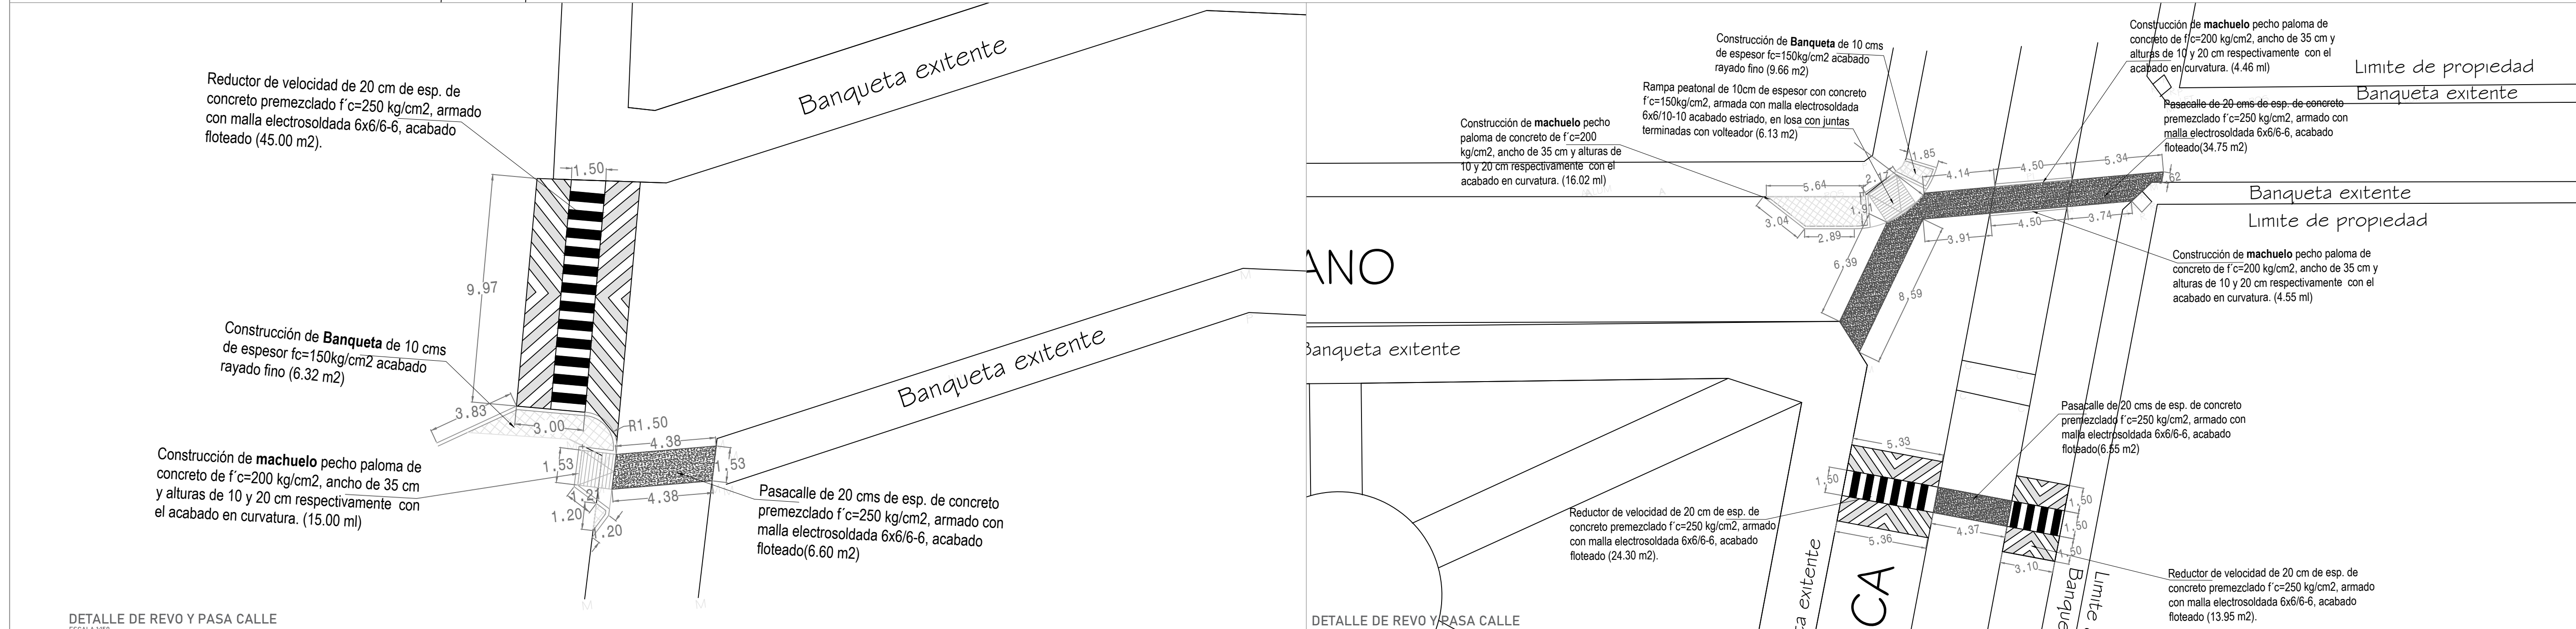 Banqueta exitente
Reductor de velocidad de 20 cm de esp. de
concreto premezclado f´c=250 kg/cm2, armado
con malla electrosoldada 6x6/6-6, acabado
floteado (45.00 m2).
1.50
9.97
Construcción de Banqueta de 10 cms
de espesor fc=150kg/cm2 acabado
rayado fino (6.32 m2)
Banqueta exitente
3.83
3.00
R1.50
4.38
1.53
1.53
4.38
1.21
1.20
1.20
Construcción de machuelo pecho paloma de
concreto de f´c=200 kg/cm2, ancho de 35 cm
y alturas de 10 y 20 cm respectivamente con
el acabado en curvatura. (15.00 ml)
Pasacalle de 20 cms de esp. de concreto
premezclado f´c=250 kg/cm2, armado con
malla electrosoldada 6x6/6-6, acabado
floteado(6.60 m2)
M
M
M
DETALLE DE REVO Y PASA CALLE
Construcción de Banqueta de 10 cms
de espesor fc=150kg/cm2 acabado
rayado fino (9.66 m2)
Rampa peatonal de 10cm de espesor con concreto
f´c=150kg/cm2, armada con malla electrosoldada
6x6/10-10 acabado estriado, en losa con juntas
terminadas con volteador (6.13 m2)
Construcción de machuelo pecho
paloma de concreto de f´c=200
kg/cm2, ancho de 35 cm y alturas de
10 y 20 cm respectivamente con el
acabado en curvatura. (16.02 ml)
Construcción de machuelo pecho paloma de
concreto de f´c=200 kg/cm2, ancho de 35 cm y
alturas de 10 y 20 cm respectivamente con el
acabado en curvatura. (4.46 ml)
Limite de propiedad
Banqueta exitente
Pasacalle de 20 cms de esp. de concreto
premezclado f´c=250 kg/cm2, armado con
malla electrosoldada 6x6/6-6, acabado
floteado(34.75 m2)
1.85
4.14
4.50
5.34
.62
5.64
2.17
1.91
3.04
2.89
3.91
4.50
3.74
Banqueta exitente
Limite de propiedad
6.39
8.59
ANO
Construcción de machuelo pecho paloma de
concreto de f´c=200 kg/cm2, ancho de 35 cm y
alturas de 10 y 20 cm respectivamente con el
acabado en curvatura. (4.55 ml)
Banqueta exitente
Pasacalle de 20 cms de esp. de concreto
premezclado f´c=250 kg/cm2, armado con
malla electrosoldada 6x6/6-6, acabado
floteado(6.55 m2)
5.33
1.50
5.36
4.37
1.50
1.50
1.50
3.10
Reductor de velocidad de 20 cm de esp. de
concreto premezclado f´c=250 kg/cm2, armado
con malla electrosoldada 6x6/6-6, acabado
floteado (24.30 m2).
Reductor de velocidad de 20 cm de esp. de
concreto premezclado f´c=250 kg/cm2, armado
con malla electrosoldada 6x6/6-6, acabado
floteado (13.95 m2).
ta exitente
CA
Banque
Limite
DETALLE DE REVO Y PASA CALLE